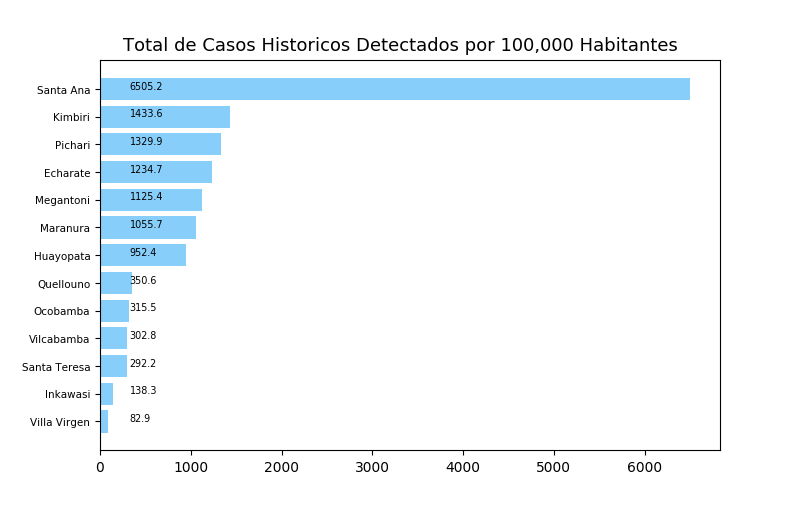 Total de Casos Historicos Detectados por 100,000 Habitantes
Santa Ana 6505.2
Kimbiri 1433.6
Pichari 1329.9
Echarate 1234.7
Megantoni 1125.4
Maranura 1055.7
Huayopata 952.4
Quellouno 350.6
Ocobamba 315.5
Vilcabamba 302.8
Santa Teresa 292.2
Inkawasi 138.3
Villa Virgen 82.9
0 1000 2000 3000 4000 5000 6000